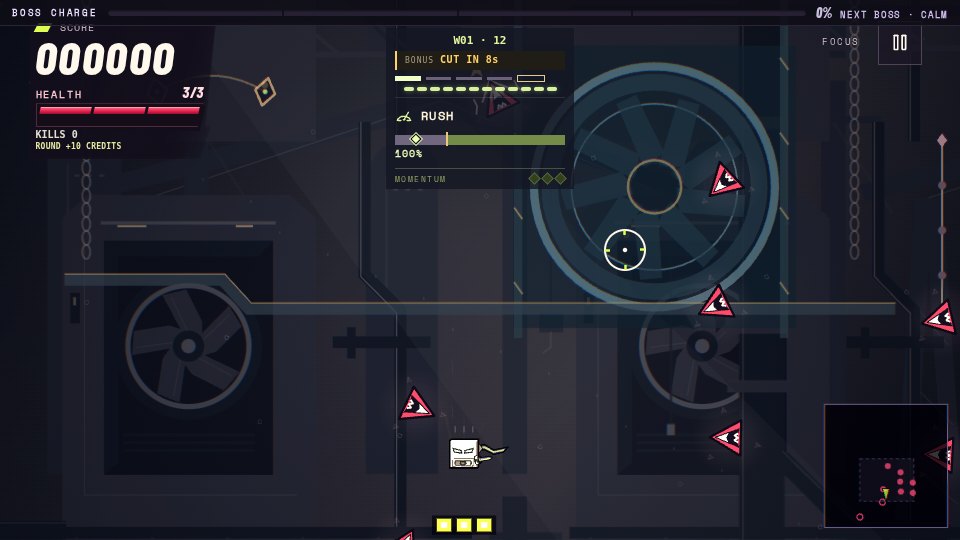 BOSS CHARGE
0% NEXT BOSS · CALM
SCORE
000000
HEALTH 3/3
KILLS 0
ROUND +10 CREDITS
W01 · 12
BONUS CUT IN 8s
RUSH
100%
MOMENTUM
FOCUS